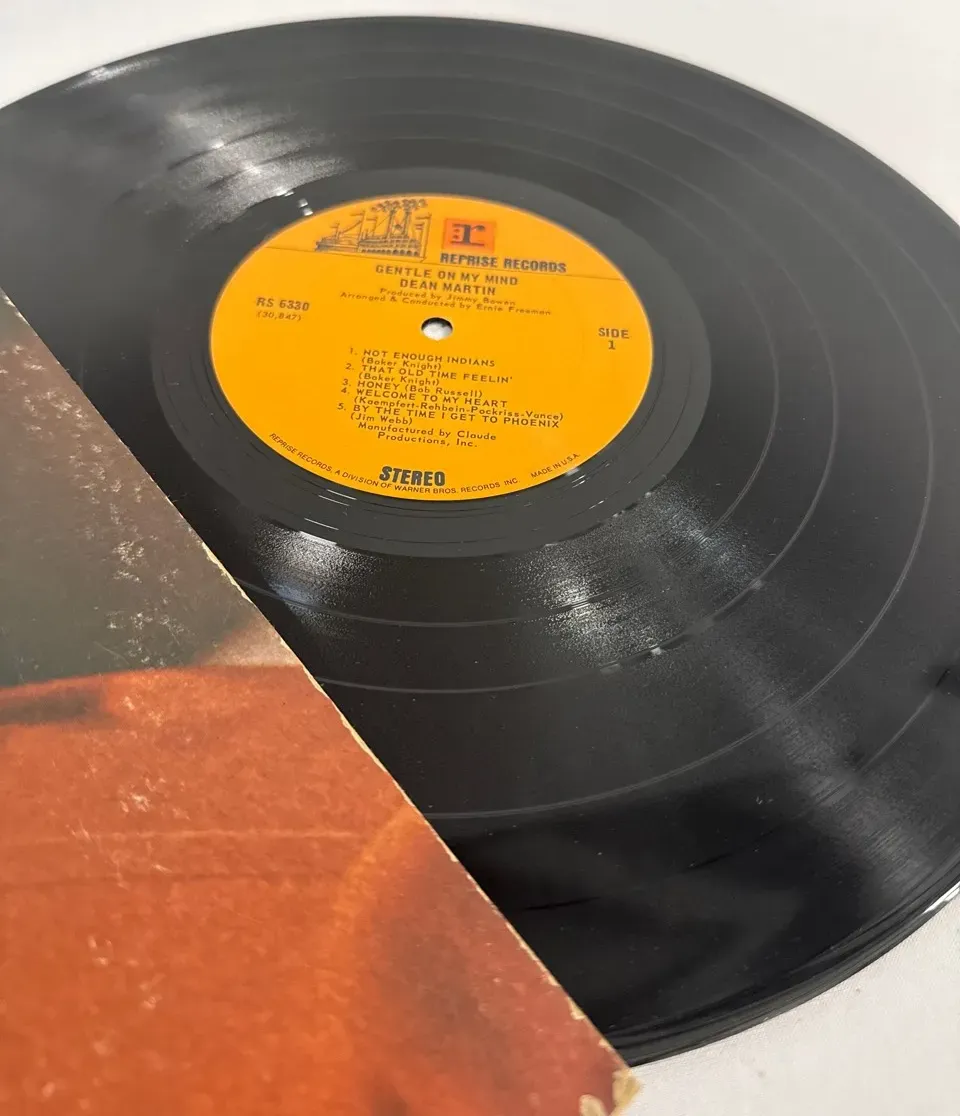 r
REPRISE RECORDS
GENTLE ON MY MIND
DEAN MARTIN
Produced by Jimmy Bowen
Arranged & Conducted by Ernie Freeman
RS 6330
(30,847)
SIDE
1
1. NOT ENOUGH INDIANS
(Baker Knight)
2. THAT OLD TIME FEELIN'
(Baker Knight)
3. HONEY (Bob Russell)
4. WELCOME TO MY HEART
(Kaempfert-Rehbein-Pockriss-Vance)
5. BY THE TIME I GET TO PHOENIX
(Jim Webb)
Manufactured by Claude
Productions, Inc.
STEREO
REPRISE RECORDS, A DIVISION OF WARNER BROS. RECORDS INC. MADE IN U.S.A.